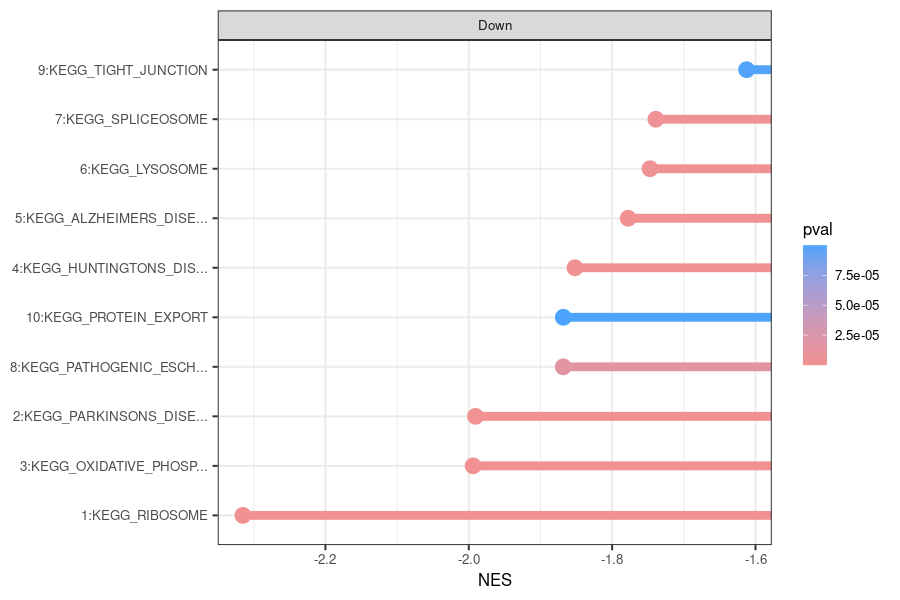 Down
9:KEGG_TIGHT_JUNCTION
7:KEGG_SPLICEOSOME
6:KEGG_LYSOSOME
5:KEGG_ALZHEIMERS_DISE...
4:KEGG_HUNTINGTONS_DIS...
10:KEGG_PROTEIN_EXPORT
8:KEGG_PATHOGENIC_ESCH...
2:KEGG_PARKINSONS_DISE...
3:KEGG_OXIDATIVE_PHOSP...
1:KEGG_RIBOSOME
-2.2 -2.0 -1.8 -1.6
NES
pval
7.5e-05
5.0e-05
2.5e-05